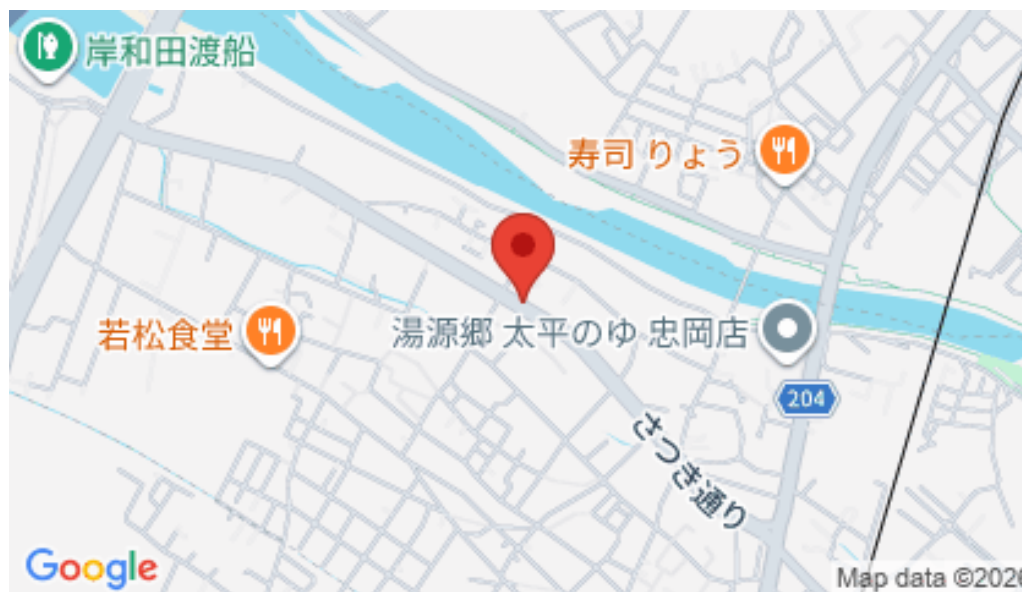 岸和田渡船
寿司 りょう
若松食堂
湯源郷 太平のゆ 忠岡店
204
さつき通り
Google
Map data ©2026